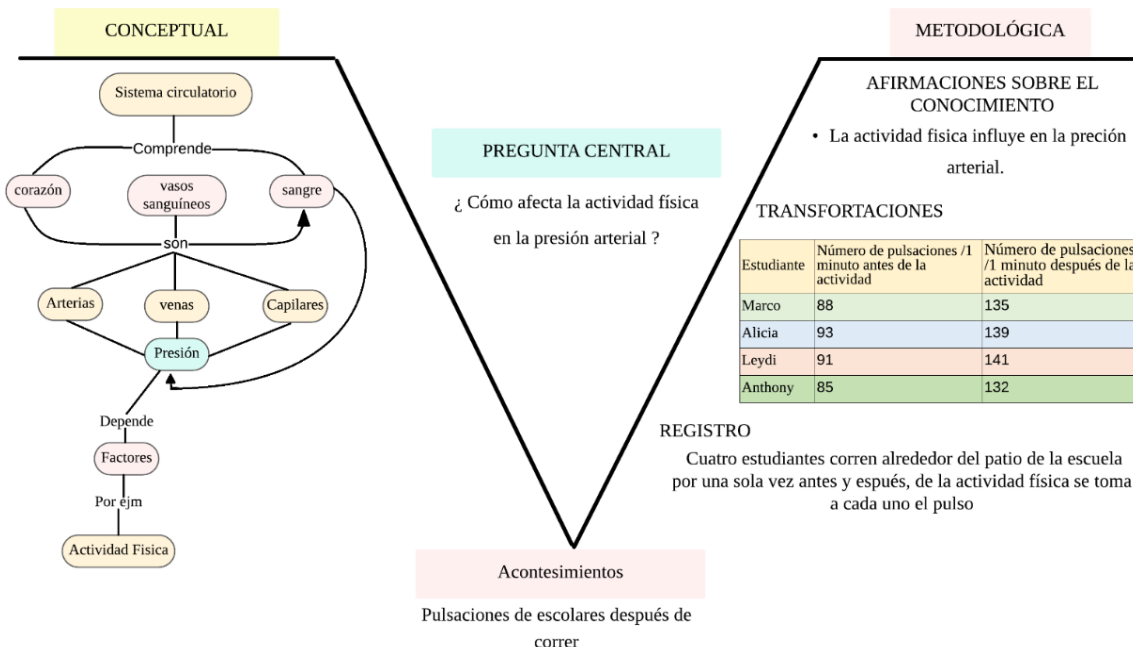 CONCEPTUAL
Sistema circulatorio
Comprende
corazón
vasos
sanguíneos
sangre
son
Arterias
venas
Capilares
Presión
Depende
Factores
Por ejm
Actividad Fisica
PREGUNTA CENTRAL
¿ Cómo afecta la actividad física
en la presión arterial ?
Acontesimientos
Pulsaciones de escolares después de
correr
METODOLÓGICA
AFIRMACIONES SOBRE EL
CONOCIMIENTO
• La actividad fisica influye en la preción
arterial.
TRANSFORTACIONES
Estudiante
Número de pulsaciones /1
minuto antes de la
actividad
Número de pulsaciones
/1 minuto después de la
actividad
Marco 88 135
Alicia 93 139
Leydi 91 141
Anthony 85 132
REGISTRO
Cuatro estudiantes corren alrededor del patio de la escuela
por una sola vez antes y espués, de la actividad física se toma
a cada uno el pulso